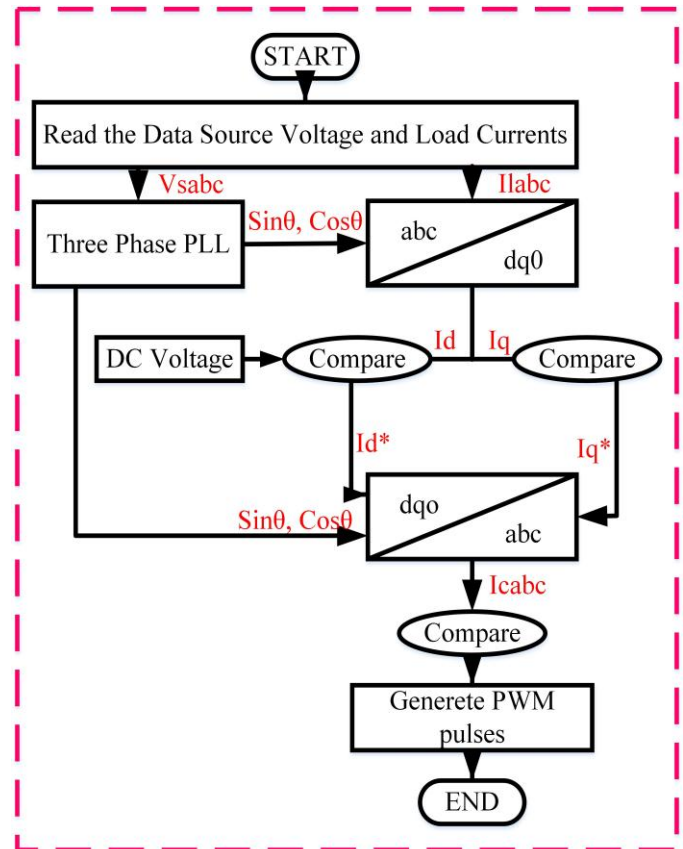 START
Read the Data Source Voltage and Load Currents
Vsabc
Ilabc
Three Phase PLL
Sinθ, Cosθ
abc
dq0
DC Voltage
Compare
Id
Iq
Compare
Id*
Iq*
Sinθ, Cosθ
dqo
abc
Icabc
Compare
Generete PWM
pulses
END